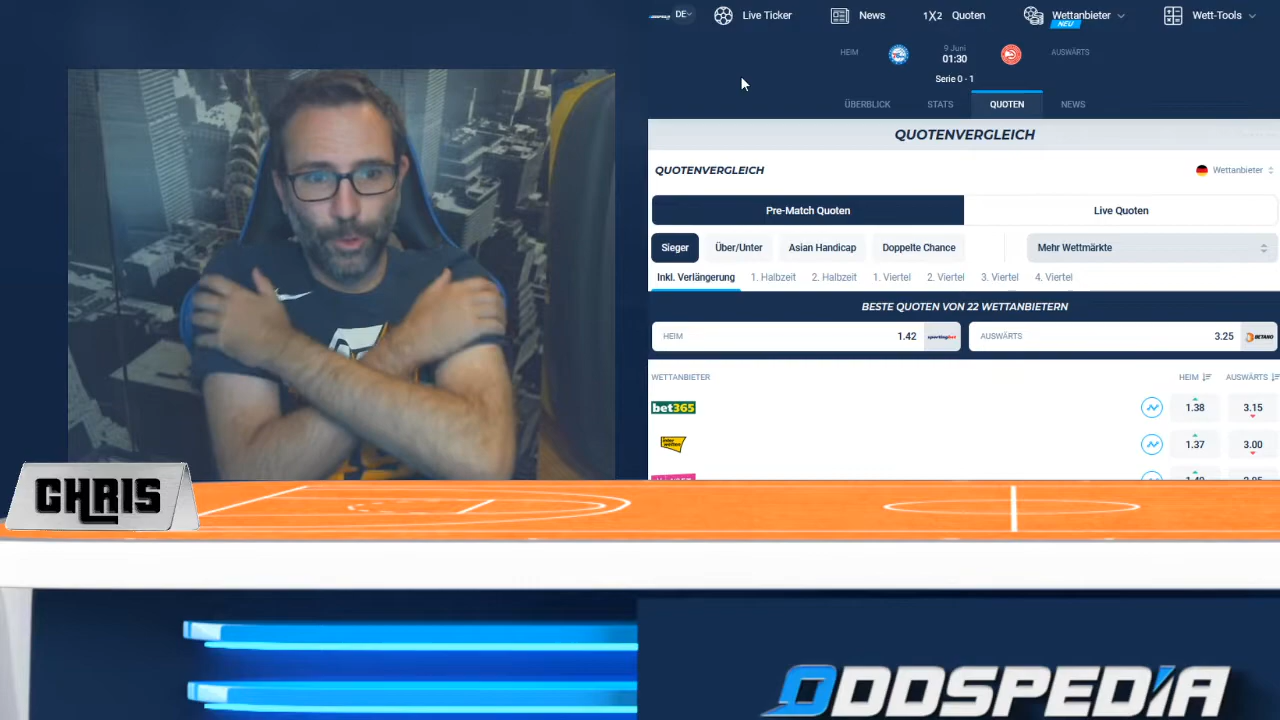 DE
Live Ticker
News
1X2 Quoten
Wettanbieter
NEU
Wett-Tools
HEIM
9 Juni
01:30
AUSWÄRTS
Serie 0 - 1
ÜBERBLICK
STATS
QUOTEN
NEWS
QUOTENVERGLEICH
QUOTENVERGLEICH
Wettanbieter
Pre-Match Quoten
Live Quoten
Sieger
Über/Unter
Asian Handicap
Doppelte Chance
Mehr Wettmärkte
Inkl. Verlängerung
1. Halbzeit
2. Halbzeit
1. Viertel
2. Viertel
3. Viertel
4. Viertel
BESTE QUOTEN VON 22 WETTANBIETERN
HEIM 1.42 sportingbet
AUSWÄRTS 3.25 BETANO
WETTANBIETER HEIM AUSWÄRTS
bet365 1.38 3.15
1.37 3.00
CHRIS
ODDSPEDIA